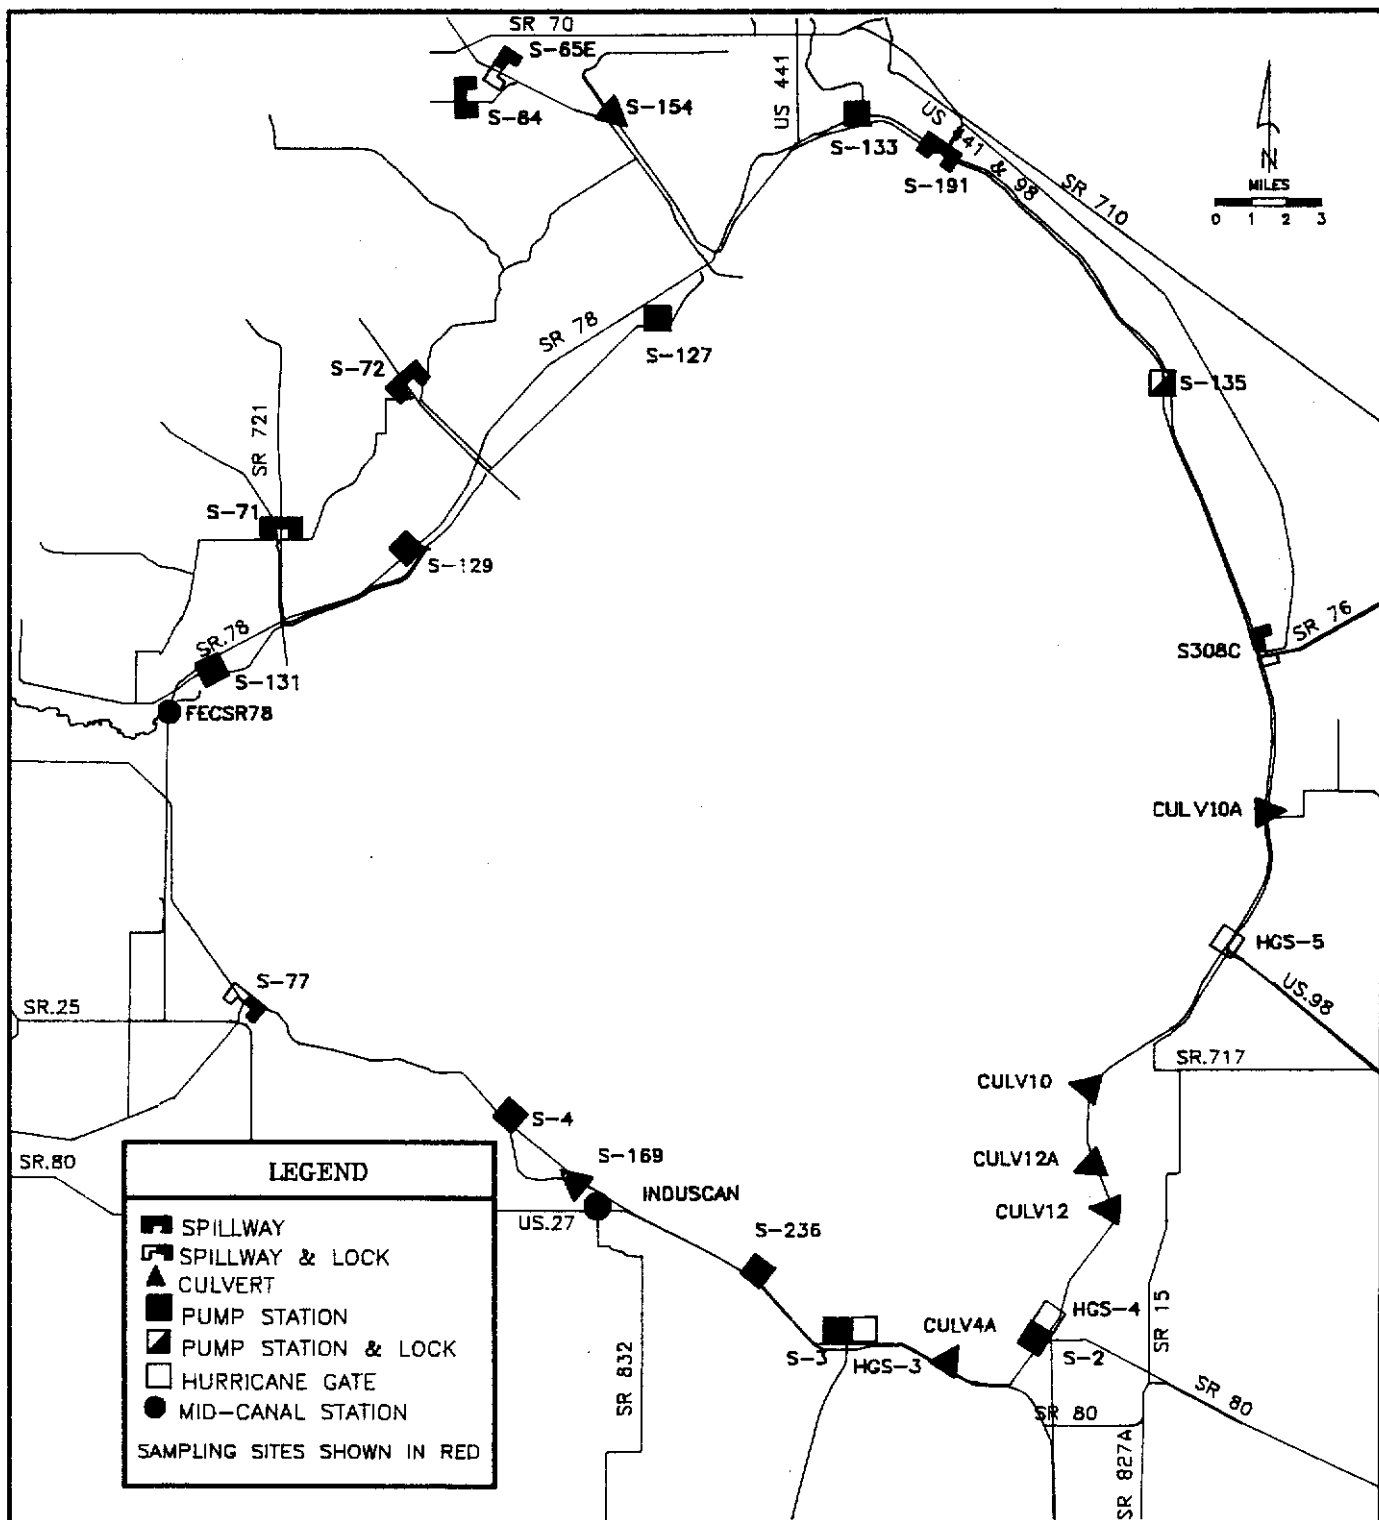 SR 70
S-65E
S-84
S-154
US 441
S-133
US 441 & 98
S-191
SR 710
N
MILES
0 1 2 3
SR 78
S-127
S-72
S-135
SR 721
S-71
S-129
SR.78
S-131
FECSR78
S308C
SR 76
CULV10A
HGS-5
US.98
S-77
SR.25
SR.717
CULV10
S-4
CULV12A
S-169
INDUSCAN
CULV12
SR.80
US.27
S-236
HGS-4
SR 15
CULV4A
S-3
HGS-3
S-2
SR 832
SR 80
SR 80
SR 827A
LEGEND
SPILLWAY
SPILLWAY & LOCK
CULVERT
PUMP STATION
PUMP STATION & LOCK
HURRICANE GATE
MID-CANAL STATION
SAMPLING SITES SHOWN IN RED